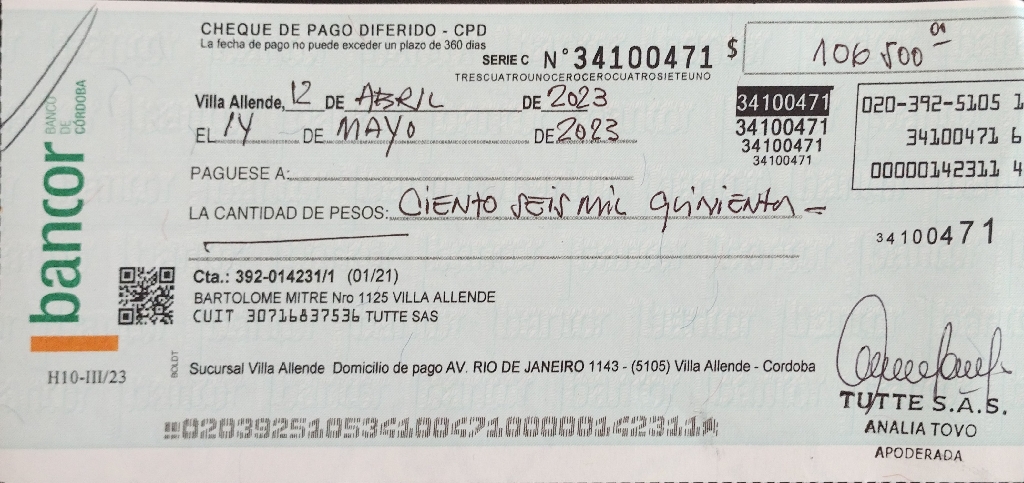 CHEQUE DE PAGO DIFERIDO - CPD
La fecha de pago no puede exceder un plazo de 360 dias
SERIE C N° 34100471 $ 106 500 00
TRESCUATROUNOCEROCEROCUATROSIETEUNO
Villa Allende, 12 DE ABRIL DE 2023
EL 14 DE MAYO DE 2023
34100471
34100471
34100471
34100471
020-392-5105 1
34100471 6
00000142311 4
PAGUESE A:
LA CANTIDAD DE PESOS: CIENTO SEIS MIL QUINIENTOS
34100471
bancor
BANCO
DE
CÓRDOBA
Cta.: 392-014231/1 (01/21)
BARTOLOME MITRE Nro 1125 VILLA ALLENDE
CUIT 30716837536 TUTTE SAS
H10-III/23
BOLDT
Sucursal Villa Allende Domicilio de pago AV. RIO DE JANEIRO 1143 - (5105) Villa Allende - Cordoba
TUTTE S.A.S.
ANALIA TOVO
APODERADA